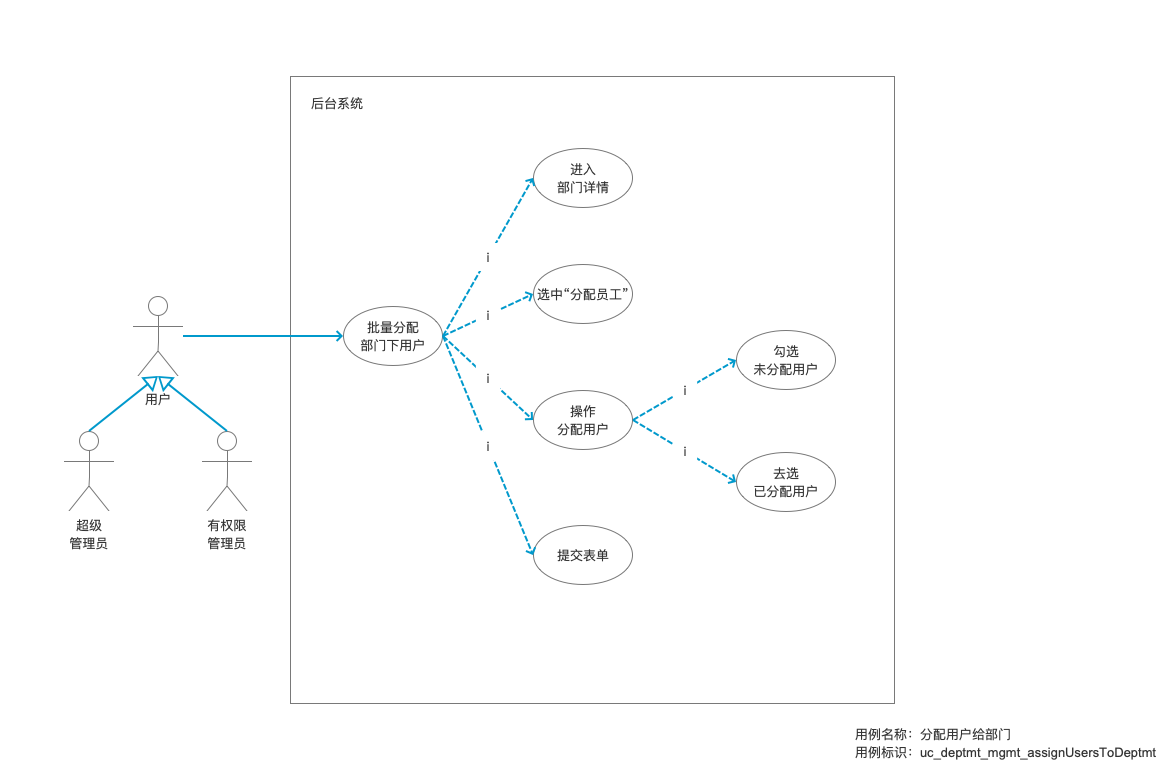 后台系统
进入
部门详情
i
选中“分配员工”
i
批量分配
部门下用户
勾选
未分配用户
i
i
用户
操作
分配用户
i
i
去选
已分配用户
超级
管理员
有权限
管理员
提交表单
用例名称：分配用户给部门
用例标识：uc_deptmt_mgmt_assignUsersToDeptmt